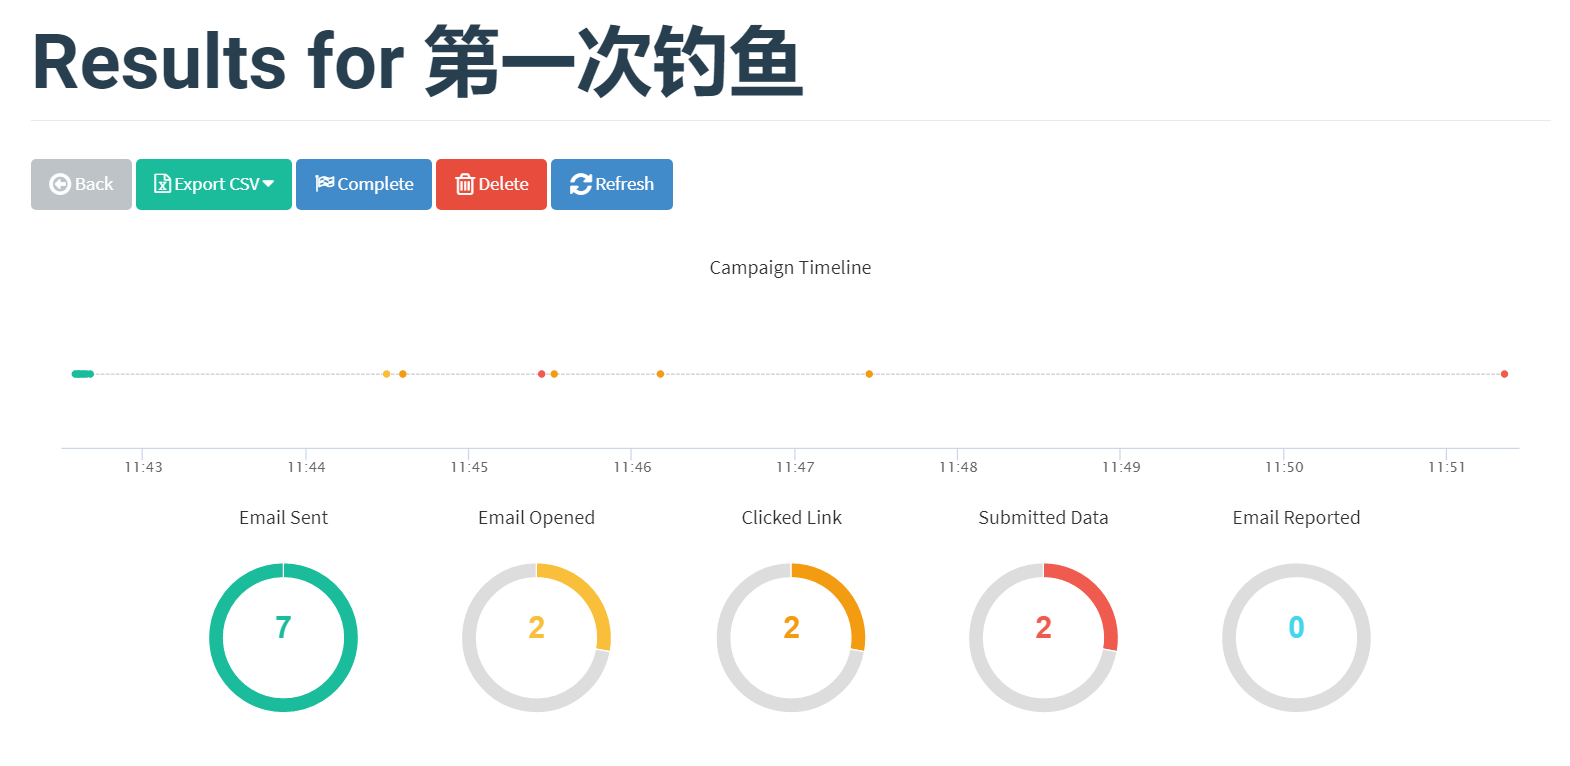 Results for 第一次钓鱼
Back Export CSV Complete Delete Refresh
Campaign Timeline
11:43 11:44 11:45 11:46 11:47 11:48 11:49 11:50 11:51
Email Sent Email Opened Clicked Link Submitted Data Email Reported
7 2 2 2 0